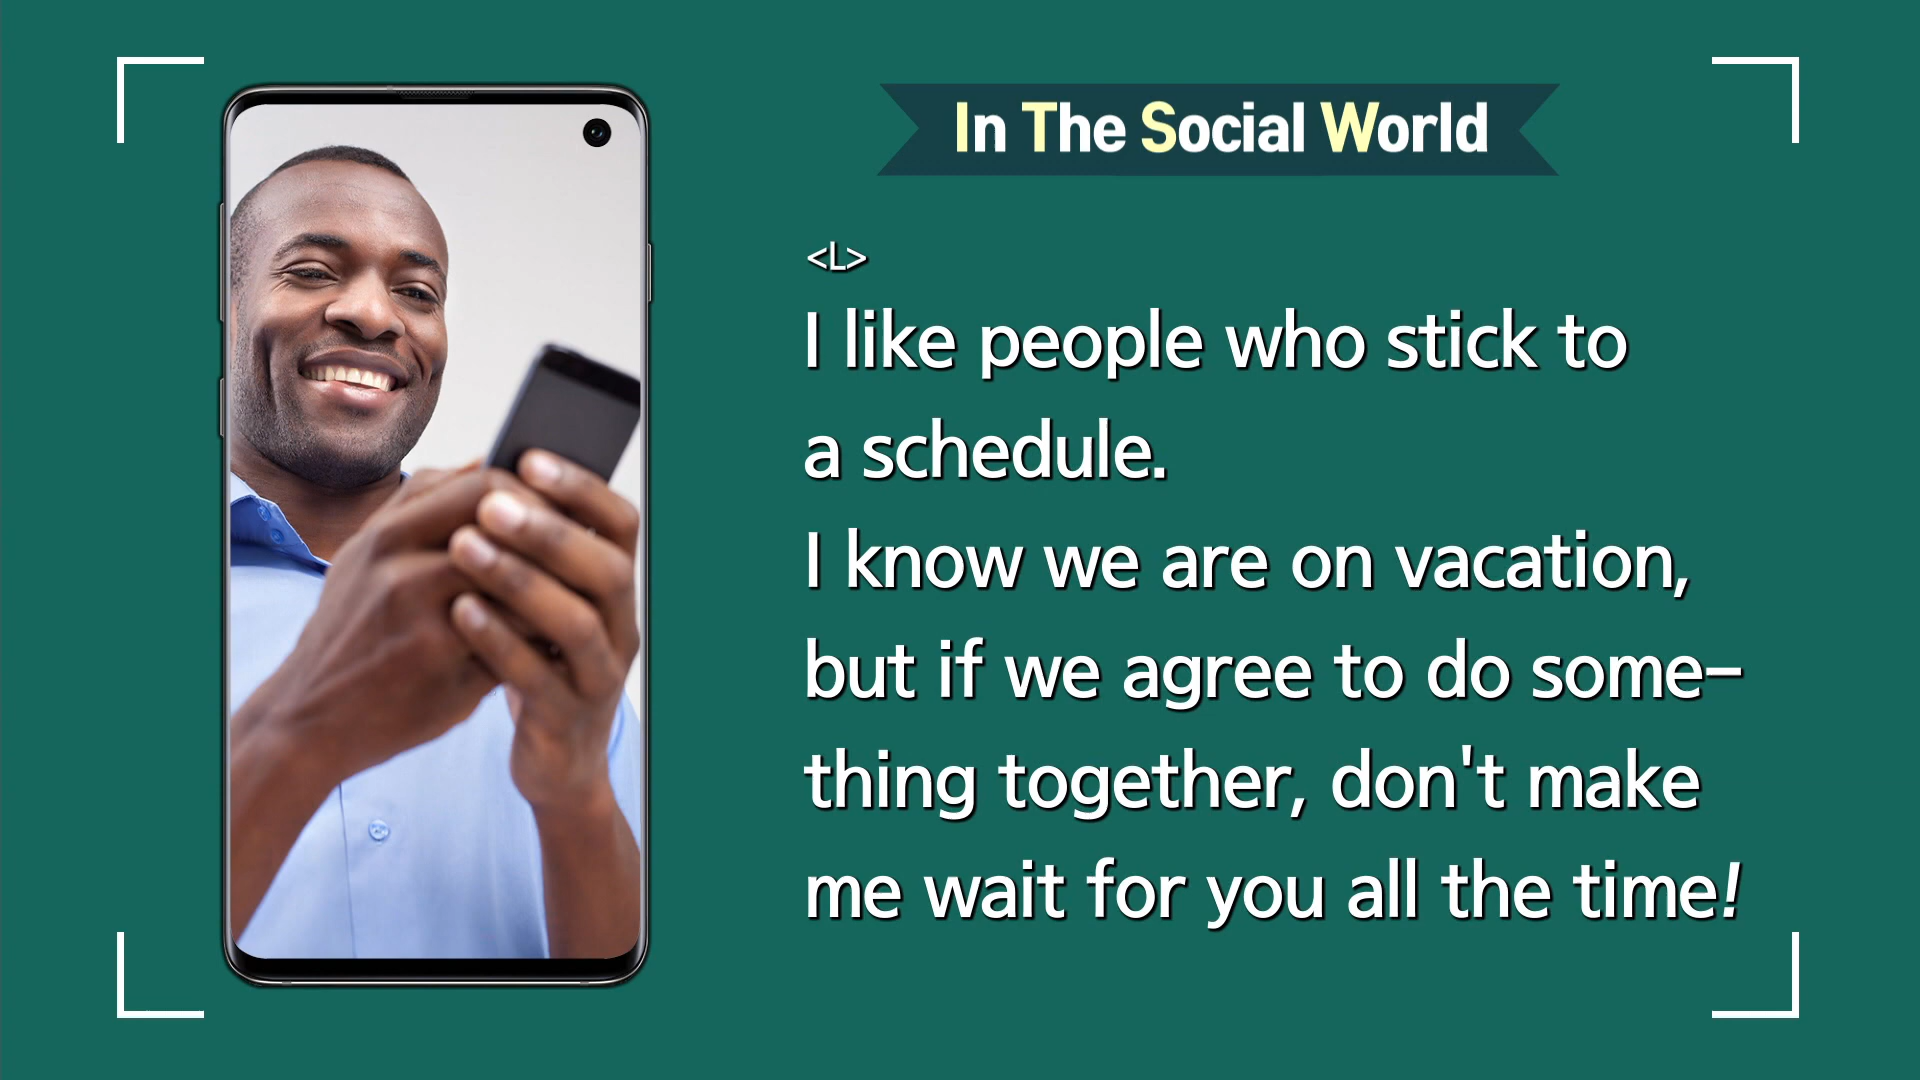 In The Social World
<L>
I like people who stick to
a schedule.
I know we are on vacation,
but if we agree to do some-
thing together, don't make
me wait for you all the time!